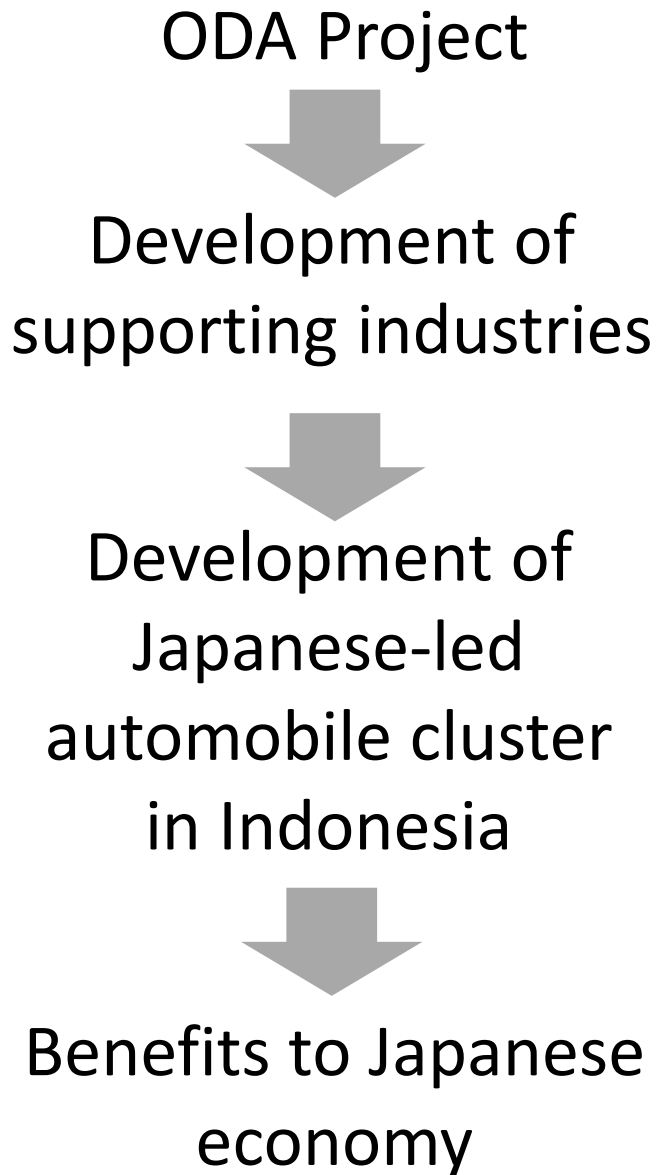 ODA Project
Development of
supporting industries
Development of
Japanese-led
automobile cluster
in Indonesia
Benefits to Japanese
economy